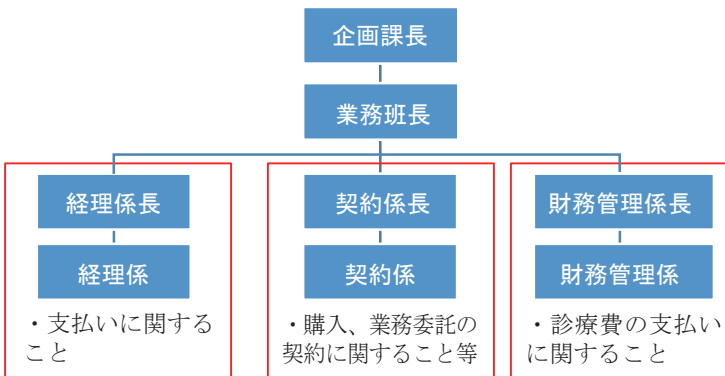 企画課長
業務班長
経理係長
経理係
・支払いに関する
こと
契約係長
契約係
・購入、業務委託の
契約に関すること等
財務管理係長
財務管理係
・診療費の支払い
に関すること